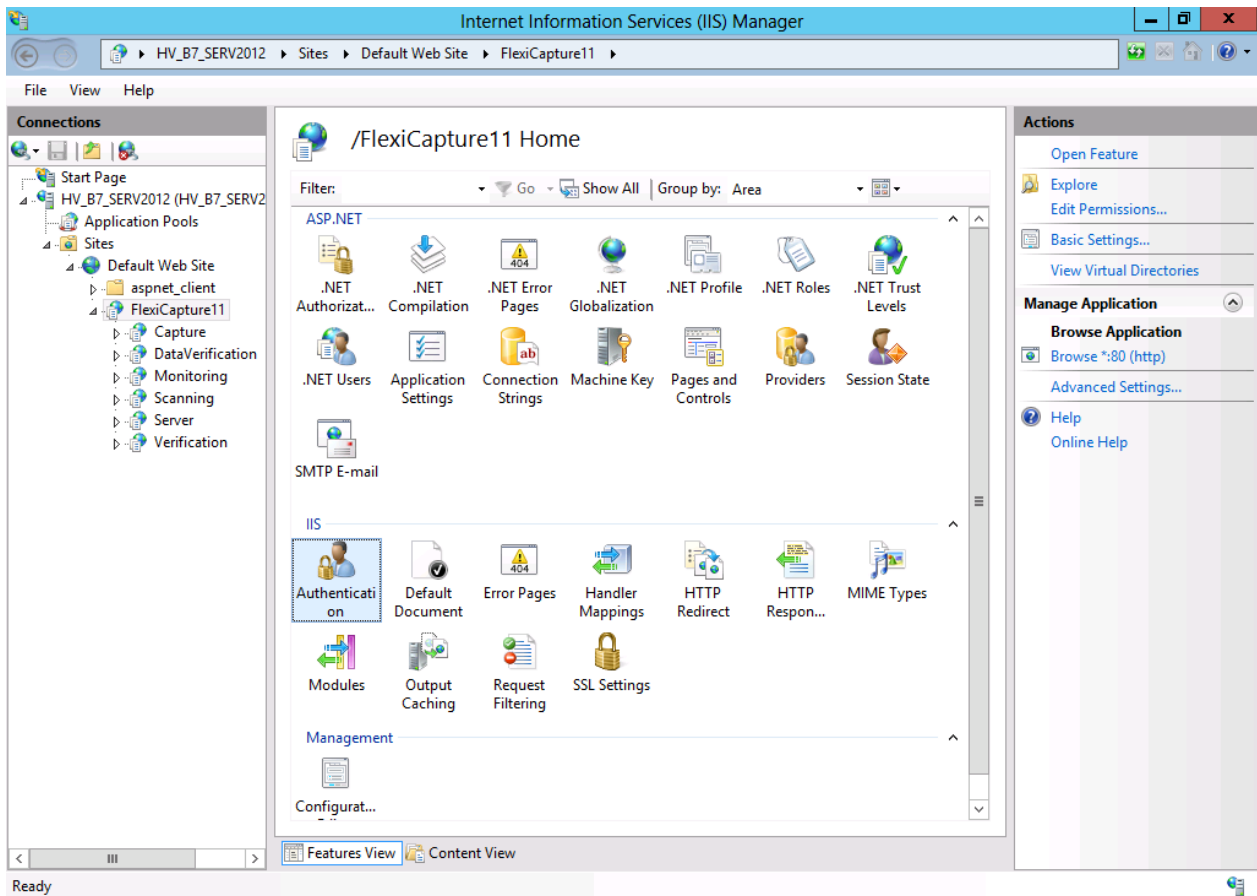 Internet Information Services (IIS) Manager
HV_B7_SERV2012 Sites Default Web Site FlexiCapture11
File View Help
Connections
Start Page
HV_B7_SERV2012 (HV_B7_SERV2
Application Pools
Sites
Default Web Site
aspnet_client
FlexiCapture11
Capture
DataVerification
Monitoring
Scanning
Server
Verification
/FlexiCapture11 Home
Filter: Go Show All Group by: Area
ASP.NET
.NET Authorizat...
.NET Compilation
.NET Error Pages
.NET Globalization
.NET Profile
.NET Roles
.NET Trust Levels
.NET Users
Application Settings
Connection Strings
Machine Key
Pages and Controls
Providers
Session State
SMTP E-mail
IIS
Authenticati on
Default Document
Error Pages
Handler Mappings
HTTP Redirect
HTTP Respon...
MIME Types
Modules
Output Caching
Request Filtering
SSL Settings
Management
Configurat...
Features View Content View
Actions
Open Feature
Explore
Edit Permissions...
Basic Settings...
View Virtual Directories
Manage Application
Browse Application
Browse *:80 (http)
Advanced Settings...
Help
Online Help
Ready